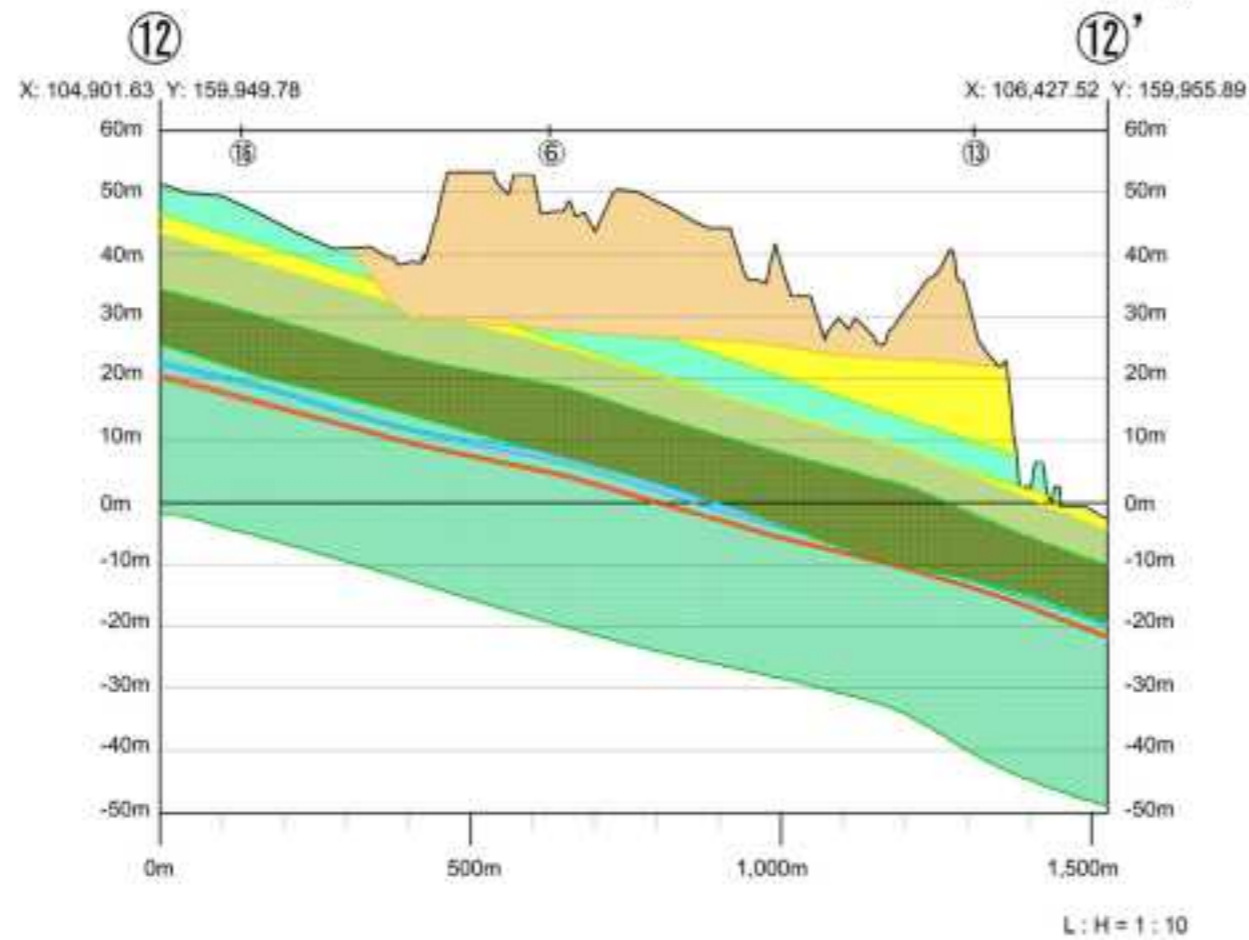 ⑫ ⑫'
X: 104,901.63 Y: 159,949.78 X: 106,427.52 Y: 159,955.89
60m 60m
⑯ ⑥ ⑬
50m 50m
40m 40m
30m 30m
20m 20m
10m 10m
0m 0m
-10m -10m
-20m -20m
-30m -30m
-40m -40m
-50m -50m
0m 500m 1,000m 1,500m
L : H = 1 : 10